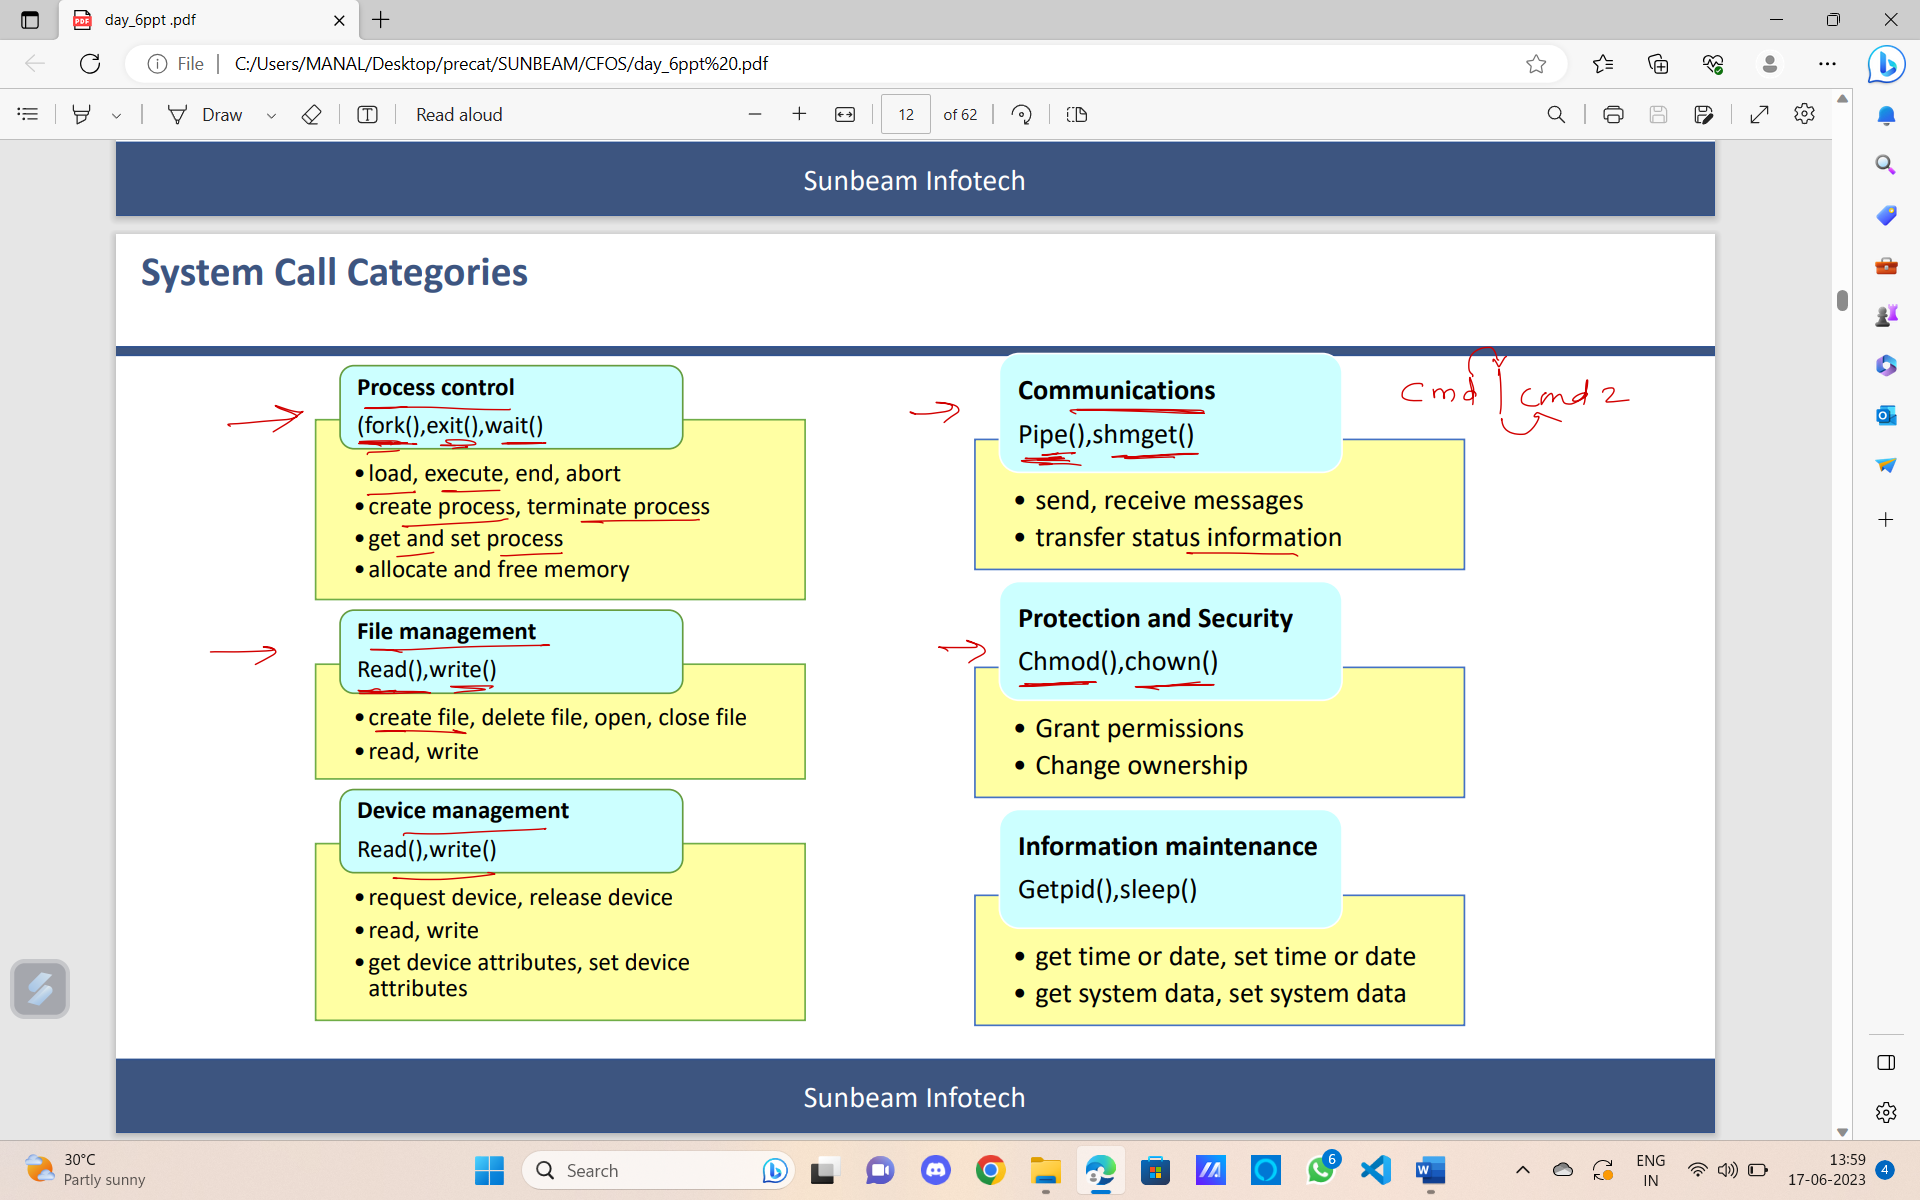 day_6ppt .pdf
File
C:/Users/MANAL/Desktop/precat/SUNBEAM/CFOS/day_6ppt%20.pdf
Draw
Read aloud
12
of 62
Sunbeam Infotech
System Call Categories
Process control
(fork(),exit(),wait()
•load, execute, end, abort
•create process, terminate process
•get and set process
•allocate and free memory
File management
Read(),write()
•create file, delete file, open, close file
•read, write
Device management
Read(),write()
•request device, release device
•read, write
•get device attributes, set device
attributes
Communications
Pipe(),shmget()
• send, receive messages
• transfer status information
cmd | cmd 2
Protection and Security
Chmod(),chown()
• Grant permissions
• Change ownership
Information maintenance
Getpid(),sleep()
• get time or date, set time or date
• get system data, set system data
Sunbeam Infotech
30°C
Partly sunny
Search
6
ENG
IN
13:59
17-06-2023
4